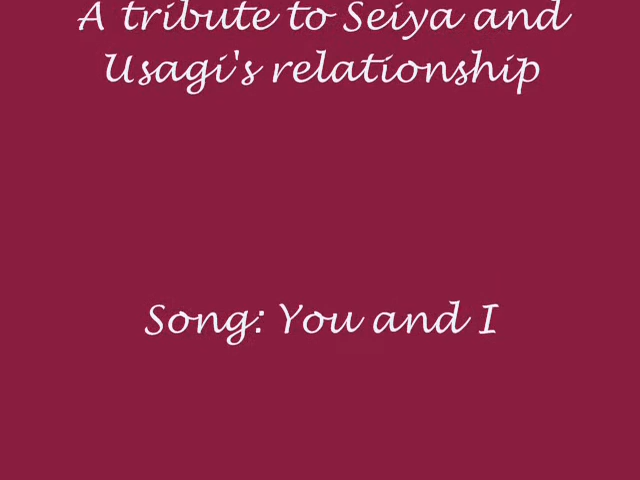 A tribute to Seiya and
Usagi's relationship
Song: You and I